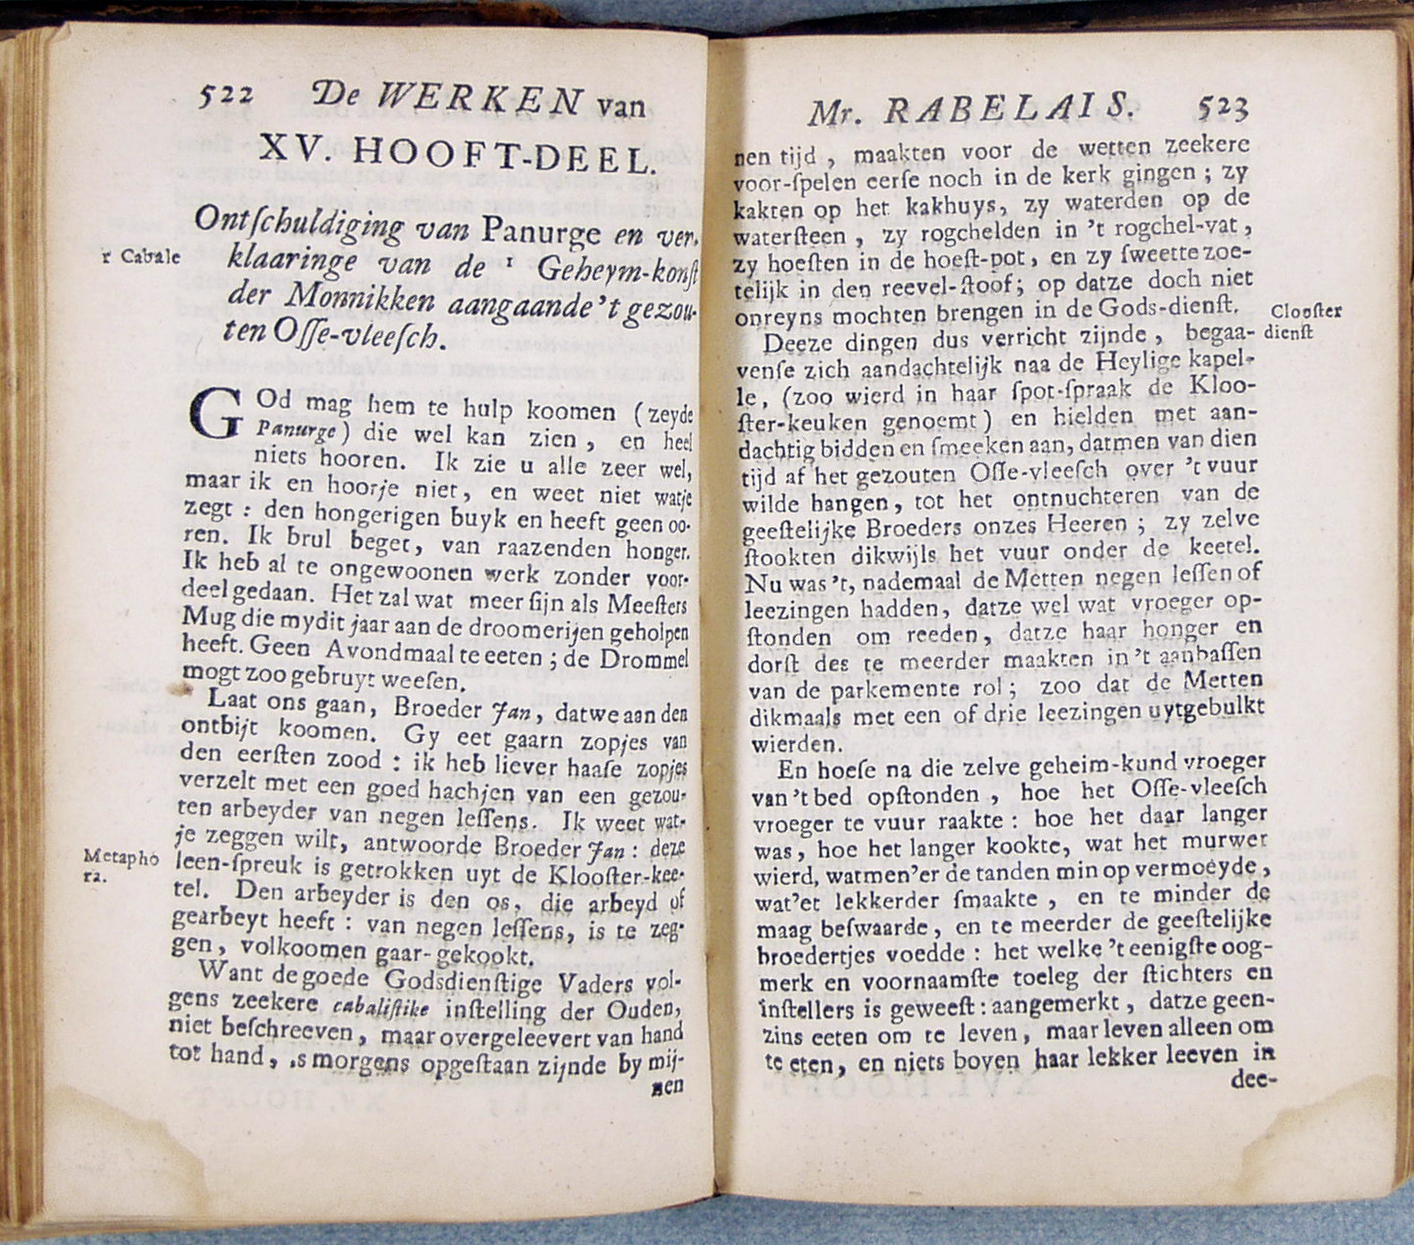 522 De WERKEN van
XV. HOOFT-DEEL.
Ontſchuldiging van Panurge en ver-
1 Cabale
klaaringe van de 1 Geheym-konſt
der Monnikken aangaande 't gezou-
ten Oſſe-vleeſch.
GOd mag hem te hulp koomen (zeyde
Panurge) die wel kan zien, en heel
niets hooren. Ik zie u alle zeer wel,
maar ik en hoorje niet, en weet niet watje
zegt: den hongerigen buyk en heeft geen oo-
ren. Ik brul beget, van raazenden honger.
Ik heb al te ongewoonen werk zonder voor-
deel gedaan. Het zal wat meer ſijn als Meeſters
Mug die my dit jaar aan de droomerijen geholpen
heeft. Geen Avondmaal te eeten; de Drommel
mogt zoo gebruyt weeſen.
Laat ons gaan, Broeder Jan, datwe aan den
ontbijt koomen. Gy eet gaarn zopjes van
den eerſten zood: ik heb liever haaſe zopjes
verzelt met een goed hachjen van een gezou-
ten arbeyder van negen leſſens. Ik weet wat-
je zeggen wilt, antwoorde Broeder Jan: deze
Metapho
ra.
leen-ſpreuk is getrokken uyt de Klooſter-kee-
tel. Den arbeyder is den os, die arbeyd of
gearbeyt heeft: van negen leſſens, is te zeg-
gen, volkoomen gaar-gekookt.
Want de goede Godsdienſtige Vaders vol-
gens zeekere cabaliſtike inſtelling der Ouden,
niet beſchreeven, maar overgeleevert van hand
tot hand, 's morgens opgeſtaan zijnde by mij-
nen
Mr. RABELAIS. 523
nen tijd, maakten voor de wetten zeekere
voor-ſpelen eerſe noch in de kerk gingen; zy
kakten op het kakhuys, zy waterden op de
waterſteen, zy rogchelden in 't rogchel-vat,
zy hoeſten in de hoeſt-pot, en zy ſweette zoe-
telijk in den reevel-ſtoof; op datze doch niet
onreyns mochten brengen in de Gods-dienſt.
Clooſter
dienſt
Deeze dingen dus verricht zijnde, begaa-
venſe zich aandachtelijk naa de Heylige kapel-
le, (zoo wierd in haar ſpot-ſpraak de Kloo-
ſter-keuken genoemt) en hielden met aan-
dachtig bidden en ſmeeken aan, datmen van dien
tijd af het gezouten Oſſe-vleeſch over 't vuur
wilde hangen, tot het ontnuchteren van de
geeſtelijke Broeders onzes Heeren; zy zelve
ſtookten dikwijls het vuur onder de keetel.
Nu was 't, nademaal de Metten negen leſſen of
leezingen hadden, datze wel wat vroeger op-
ſtonden om reeden, datze haar honger en
dorſt des te meerder maakten in 't aanbaſſen
van de parkemente rol; zoo dat de Metten
dikmaals met een of drie leezingen uytgebulkt
wierden.
En hoeſe na die zelve geheim-kund vroeger
van 't bed opſtonden, hoe het Oſſe-vleeſch
vroeger te vuur raakte: hoe het daar langer
was, hoe het langer kookte, wat het murwer
wierd, watmen'er de tanden min op vermoeyde,
wat'et lekkerder ſmaakte, en te minder de
maag beſwaarde, en te meerder de geeſtelijke
broedertjes voedde: het welke 't eenigſte oog-
merk en voornaamſte toeleg der ſtichters en
inſtellers is geweeſt: aangemerkt, datze geen-
zins eeten om te leven, maar leven alleen om
te eten, en niets boven haar lekker leeven in
dee-